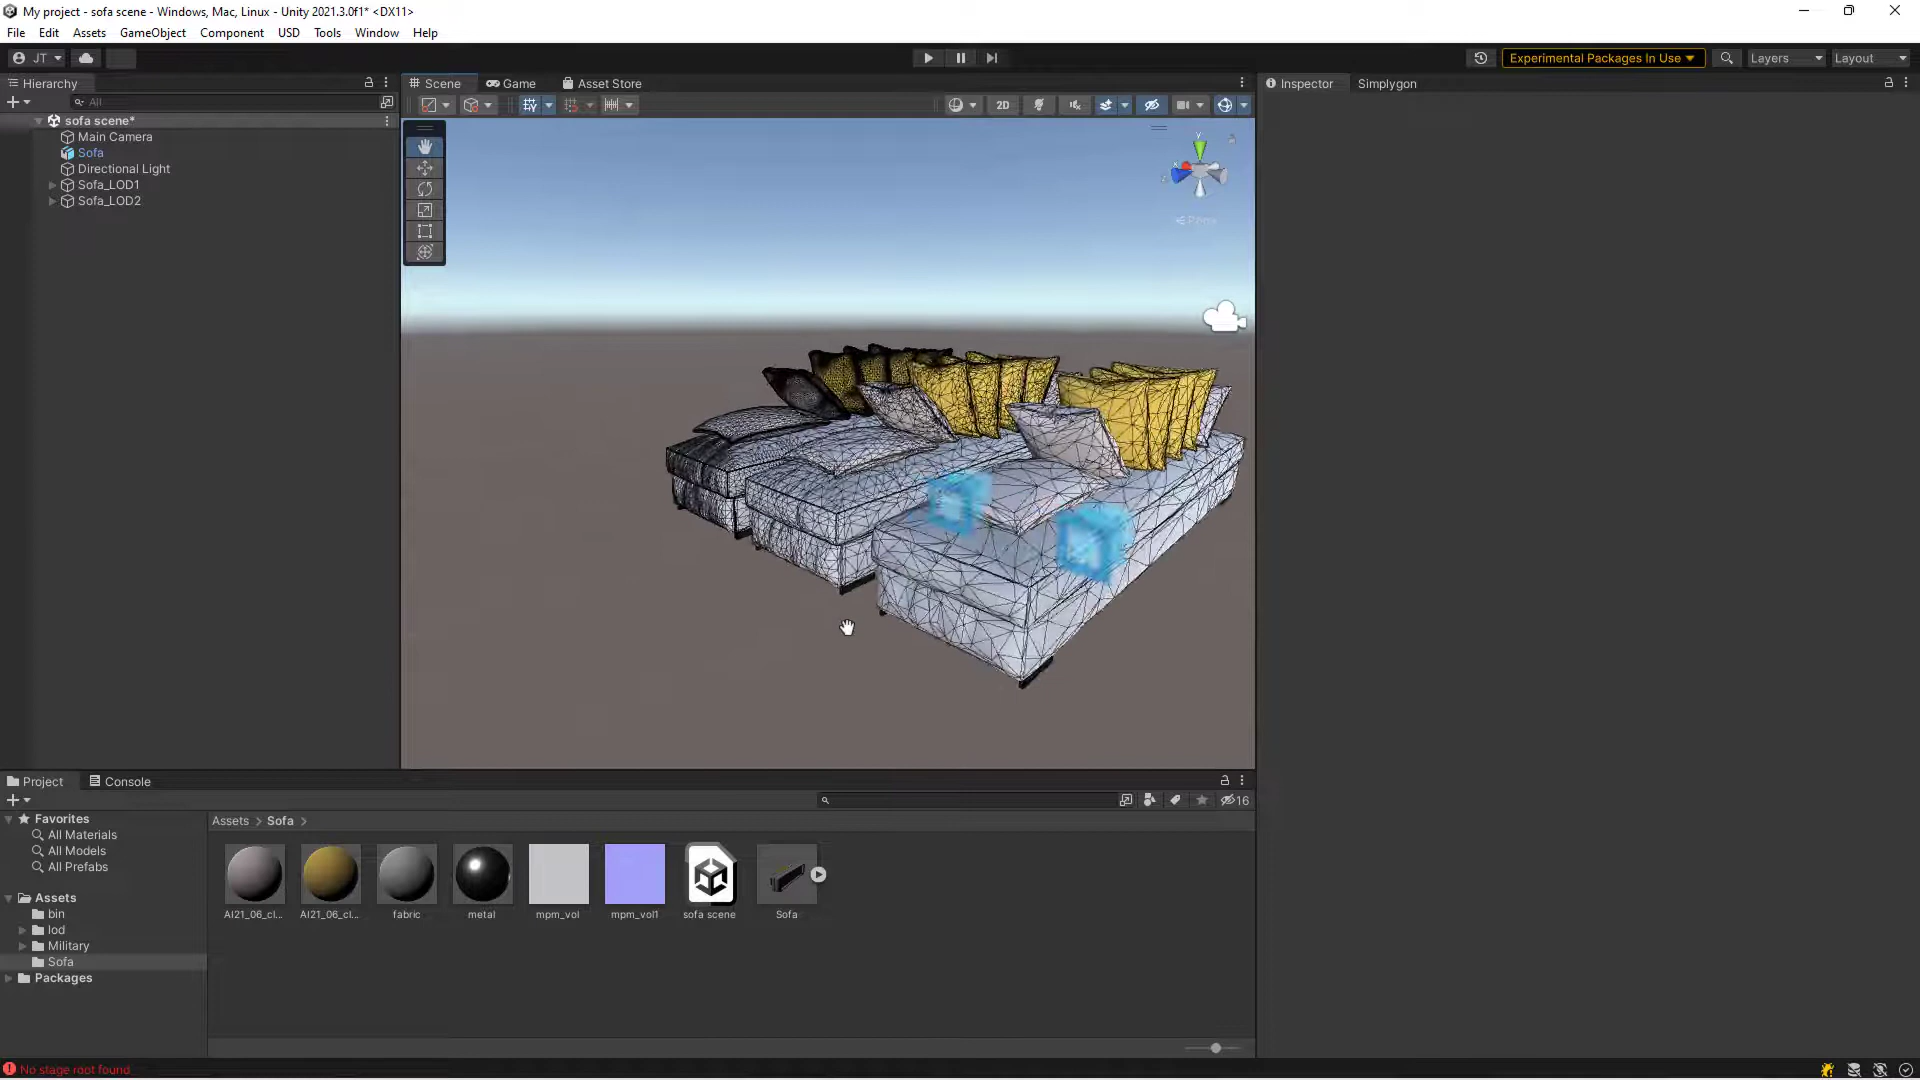 My project - sofa scene - Windows, Mac, Linux - Unity 2021.3.0f1* <DX11>
File Edit Assets GameObject Component USD Tools Window Help
JT Experimental Packages In Use Layers Layout
Hierarchy Scene Game Asset Store Inspector Simplygon
All 2D
sofa scene*
Main Camera
Sofa
Directional Light
Sofa_LOD1
Sofa_LOD2
Y
X
Z
Persp
Project Console
16
Favorites
All Materials
All Models
All Prefabs
Assets
bin
lod
Military
Sofa
Packages
Assets > Sofa >
AI21_06_cl... AI21_06_cl... fabric metal mpm_vol mpm_vol1 sofa scene Sofa
No stage root found